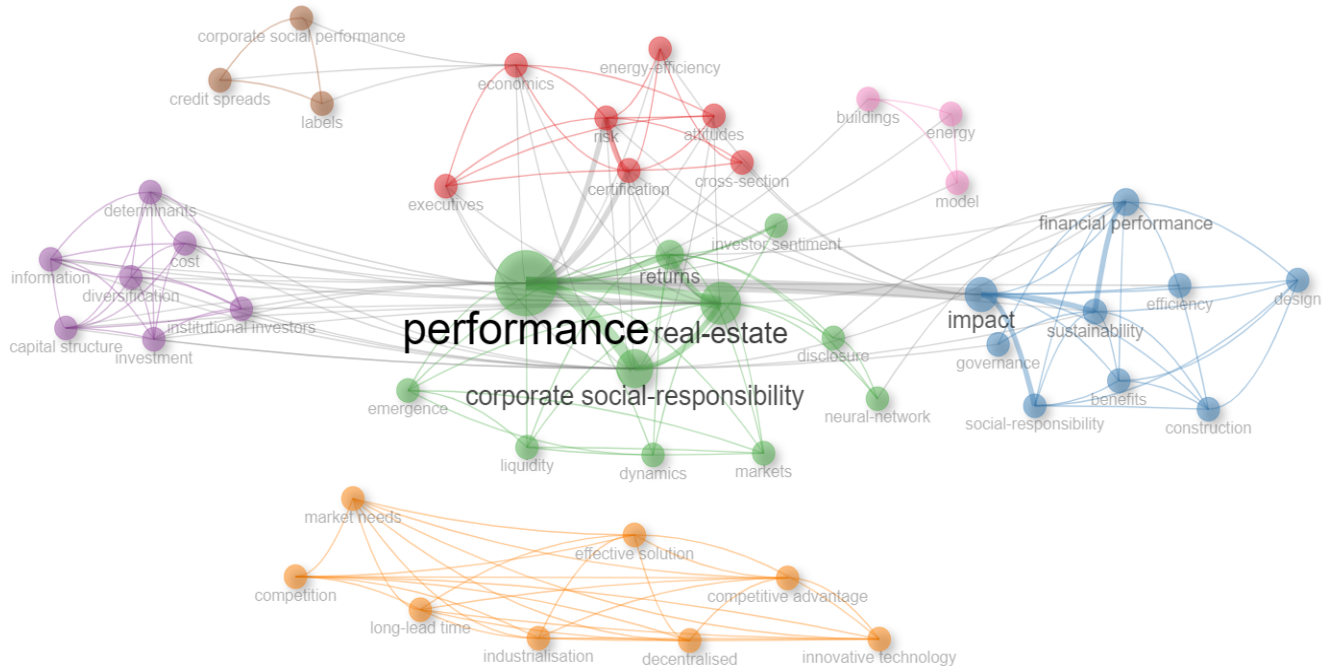 corporate social performance
credit spreads
labels
economics
energy-efficiency
risk
attitudes
executives
certification
cross-section
buildings
energy
model
determinants
information
cost
diversification
institutional investors
capital structure
investment
investor sentiment
returns
performance
real-estate
corporate social-responsibility
disclosure
emergence
neural-network
liquidity
dynamics
markets
financial performance
impact
sustainability
efficiency
design
governance
benefits
social-responsibility
construction
market needs
effective solution
competition
competitive advantage
long-lead time
industrialisation
decentralised
innovative technology